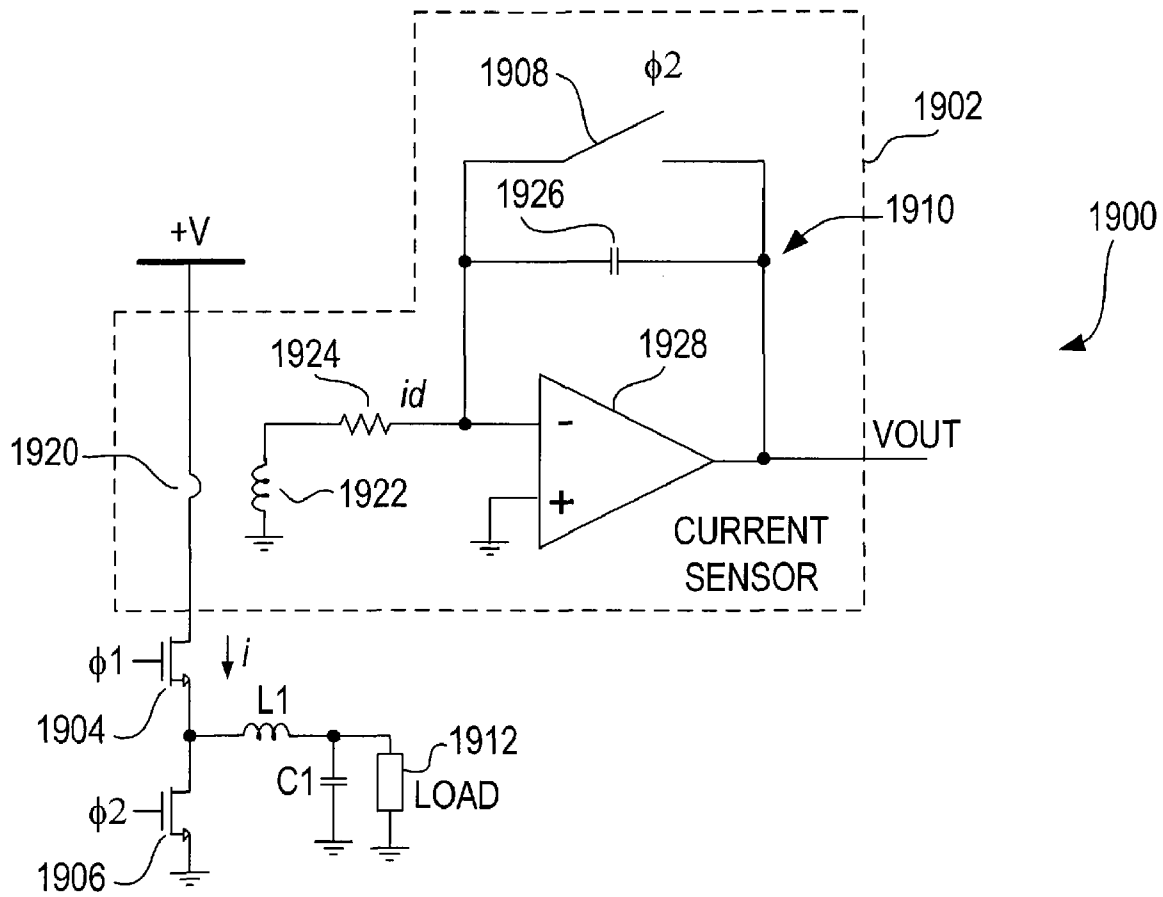 1908
ϕ2
1902
1926
1910
1900
+V
1924
id
1928
1920
1922
VOUT
CURRENT
SENSOR
ϕ1
i
1904
L1
1912
C1
LOAD
ϕ2
1906